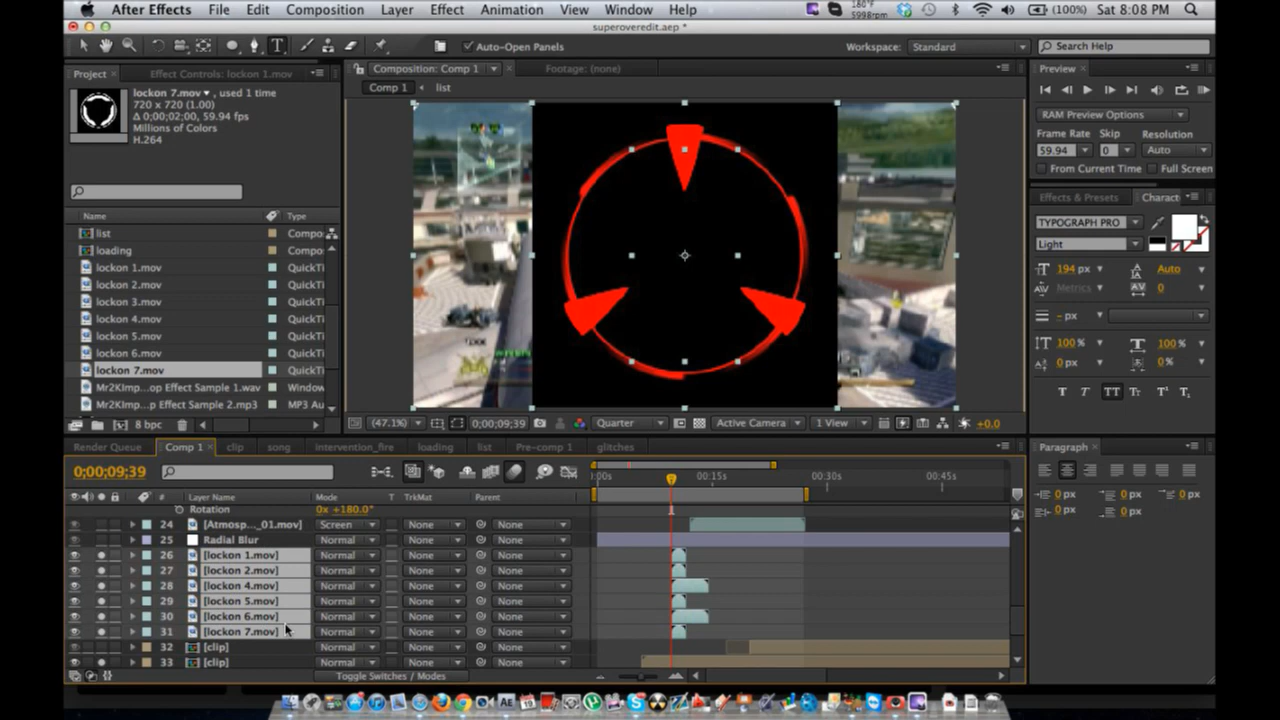 After Effects File Edit Composition Layer Effect Animation View Window Help 180°F 5998rpm (100%) Sat 8:08 PM
superoveredit.aep *
Auto-Open Panels Workspace: Standard Search Help
Project Effect Controls: lockon 1.mov Composition: Comp 1 Footage: (none) Preview
Comp 1 list
lockon 7.mov , used 1 time
720 x 720 (1.00)
Δ 0;00;02;00, 59.94 fps
Millions of Colors
H.264
RAM Preview Options
Frame Rate Skip Resolution
59.94 0 Auto
From Current Time Full Screen
Effects & Presets Charact
Name Type
list Compo
loading Compo
lockon 1.mov QuickTi
lockon 2.mov QuickTi
lockon 3.mov QuickTi
lockon 4.mov QuickTi
lockon 5.mov QuickTi
lockon 6.mov QuickTi
lockon 7.mov QuickTi
Mr2KImp...op Effect Sample 1.wav Window
Mr2KImp...p Effect Sample 2.mp3 MP3 Au
8 bpc
TYPOGRAPH PRO
Light
194 px Auto
Metrics 0
- px
100% 100%
0 px 0%
T T TT Tr T¹ T₁
(47.1%) 0;00;09;39 Quarter Active Camera 1 View +0.0
Render Queue Comp 1 clip song intervention_fire loading list Pre-comp 1 glitches
Paragraph
0;00;09;39
:00s 00:15s 00:30s 00:45s
# Layer Name Mode T TrkMat Parent
Rotation 0x +180.0°
24 [Atmosp..._01.mov] Screen None None
25 Radial Blur Normal None None
26 [lockon 1.mov] Normal None None
27 [lockon 2.mov] Normal None None
28 [lockon 4.mov] Normal None None
29 [lockon 5.mov] Normal None None
30 [lockon 6.mov] Normal None None
31 [lockon 7.mov] Normal None None
32 [clip] Normal None None
33 [clip] Normal None None
Toggle Switches / Modes
0 px 0 px 0 px
0 px 0 px